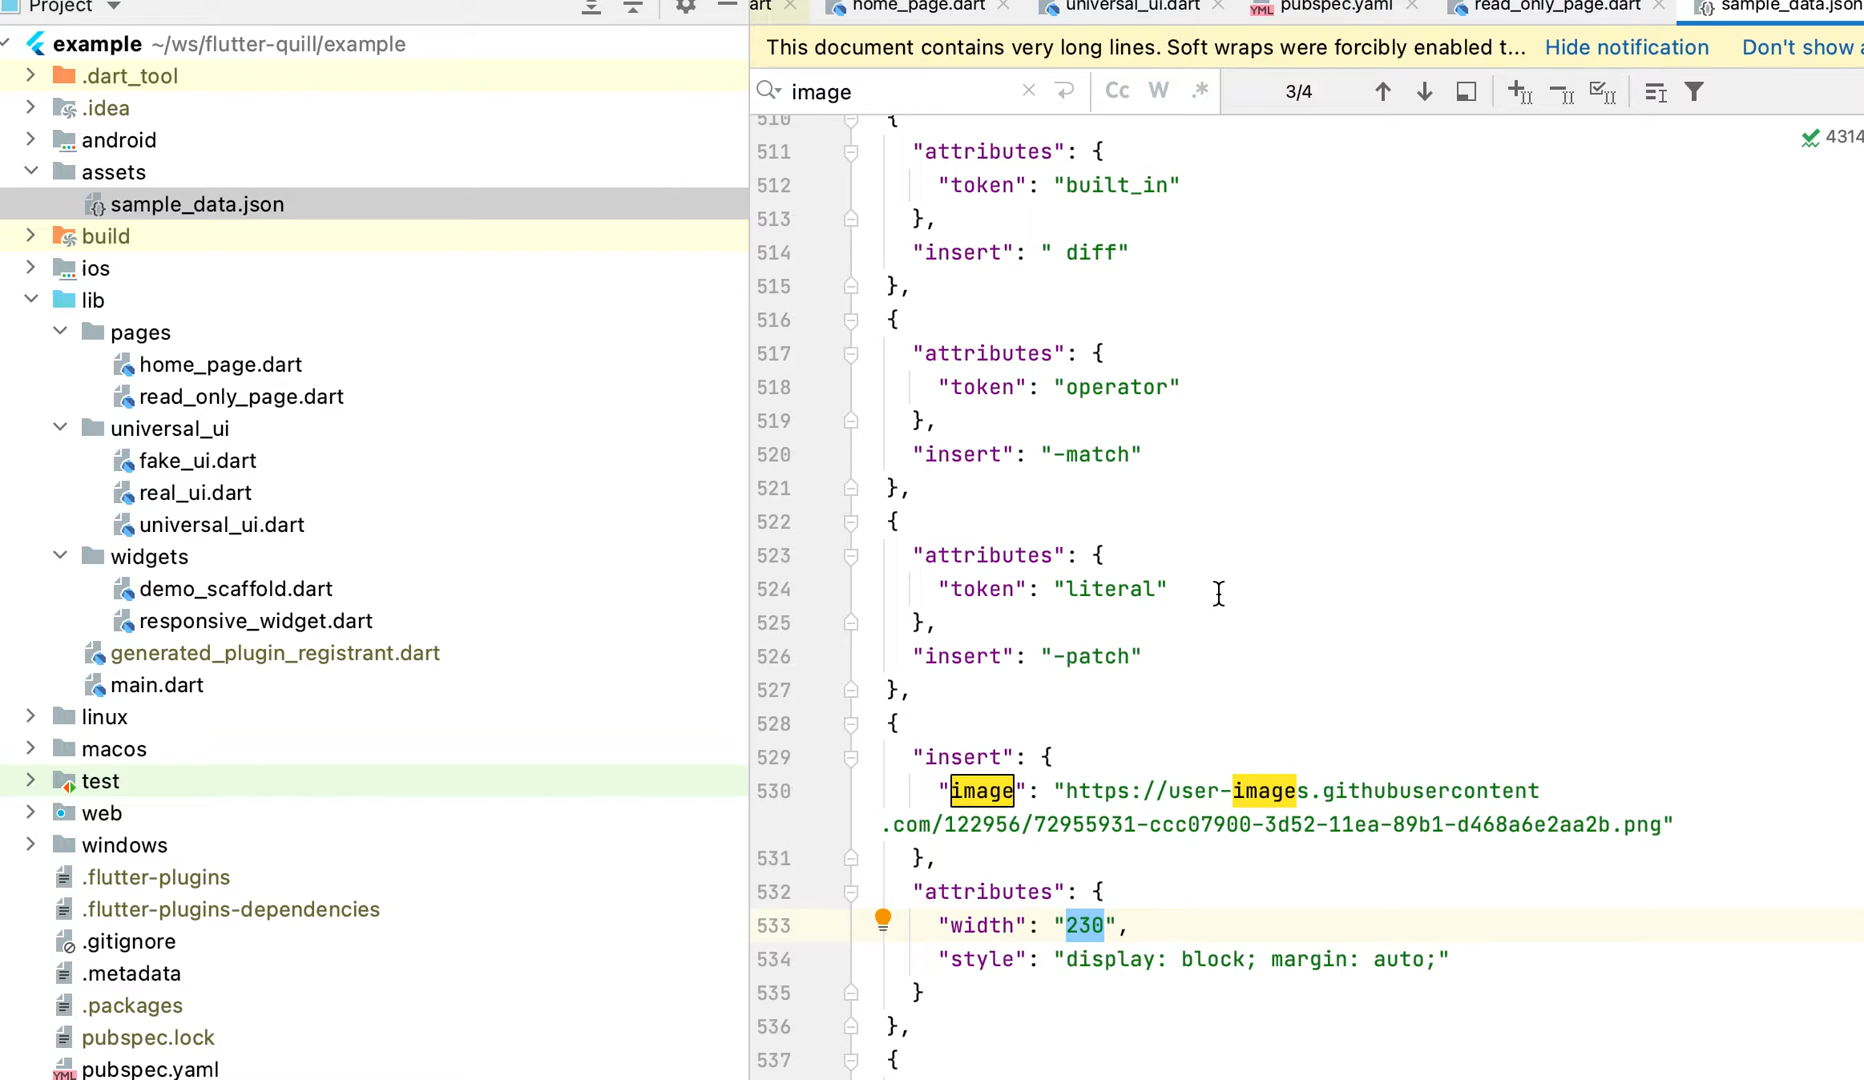 Project
example ~/ws/flutter-quill/example
.dart_tool
.idea
android
assets
sample_data.json
build
ios
lib
pages
home_page.dart
read_only_page.dart
universal_ui
fake_ui.dart
real_ui.dart
universal_ui.dart
widgets
demo_scaffold.dart
responsive_widget.dart
generated_plugin_registrant.dart
main.dart
linux
macos
test
web
windows
.flutter-plugins
.flutter-plugins-dependencies
.gitignore
.metadata
.packages
pubspec.lock
YML pubspec.yaml
art home_page.dart universal_ui.dart YML pubspec.yaml read_only_page.dart sample_data.json
This document contains very long lines. Soft wraps were forcibly enabled t... Hide notification Don't show
image Cc W .* 3/4
4314
510 {
511 "attributes": {
512 "token": "built_in"
513 },
514 "insert": " diff"
515 },
516 {
517 "attributes": {
518 "token": "operator"
519 },
520 "insert": "-match"
521 },
522 {
523 "attributes": {
524 "token": "literal"
525 },
526 "insert": "-patch"
527 },
528 {
529 "insert": {
530 "image": "https://user-images.githubusercontent
.com/122956/72955931-ccc07900-3d52-11ea-89b1-d468a6e2aa2b.png"
531 },
532 "attributes": {
533 "width": "230",
534 "style": "display: block; margin: auto;"
535 }
536 },
537 {